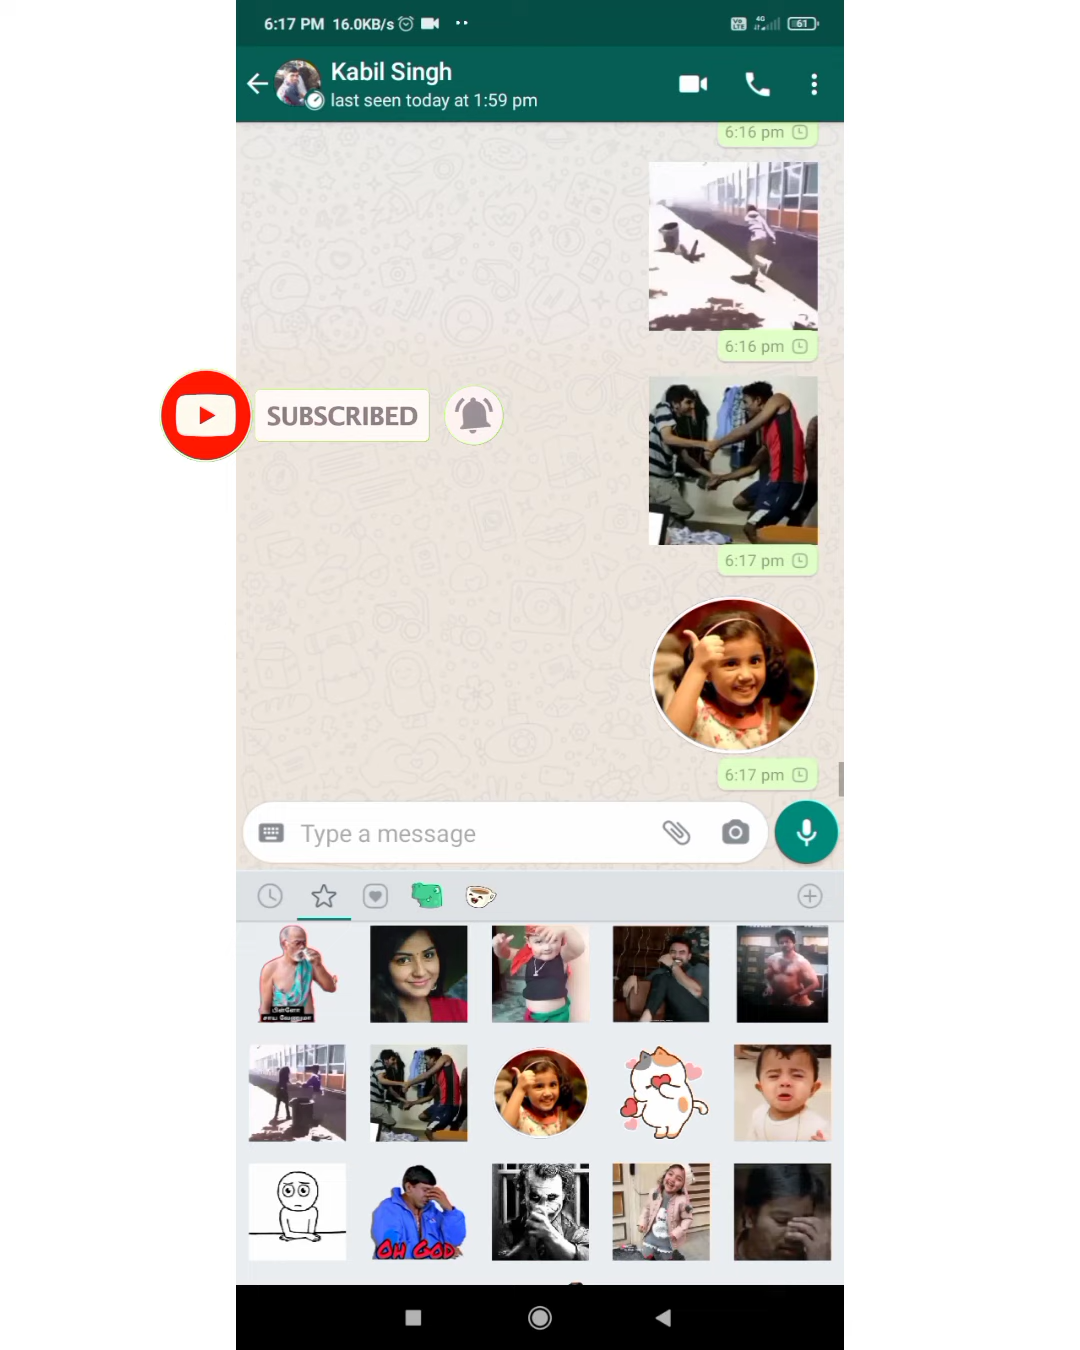 6:17 PM 16.0KB/s
4G
61
Kabil Singh
last seen today at 1:59 pm
6:16 pm
6:16 pm
SUBSCRIBED
6:17 pm
6:17 pm
Type a message
OH GOD